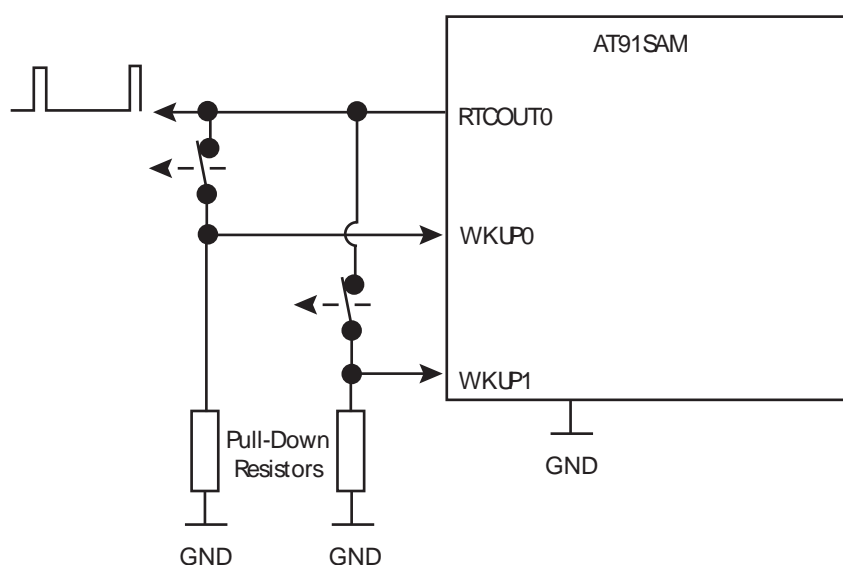 AT91SAM
RTCOUT0
WKUP0
WKUP1
Pull-Down
Resistors
GND
GND
GND